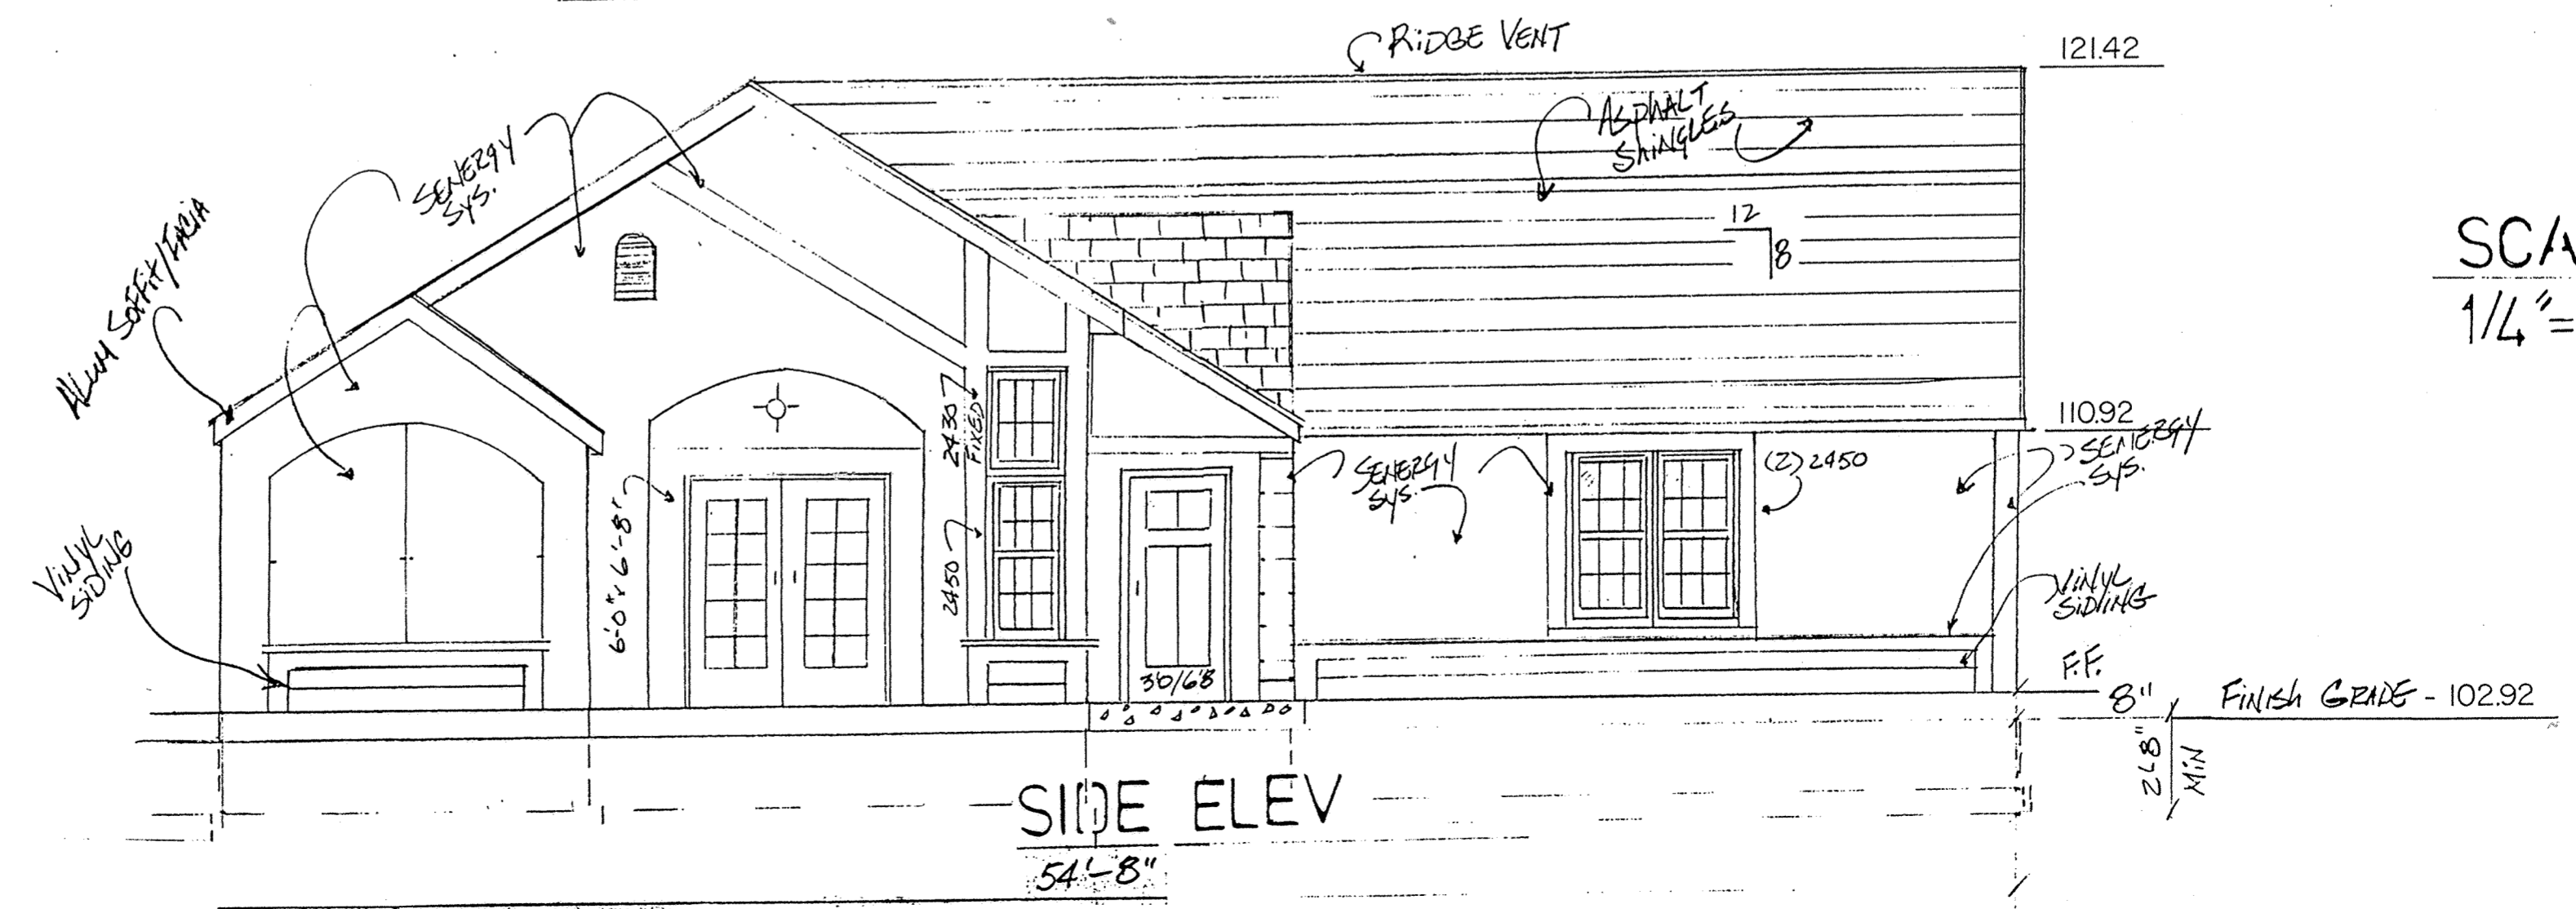 RIDGE VENT
121.42
ASPHALT
SHINGLES
SENERGY
SYS.
12
8
SCA
1/4"=
ALUM SOFFIT/FACIA
2430
FIXED
110.92
SENERGY
SYS.
(2) 2450
SENERGY
SYS.
VINYL
SIDING
6'-0" x 6'-8"
2450
VINYL
SIDING
3'0/6'8
F.F.
8"
FINISH GRADE - 102.92
2'-8"
MIN
SIDE ELEV
54'-8"